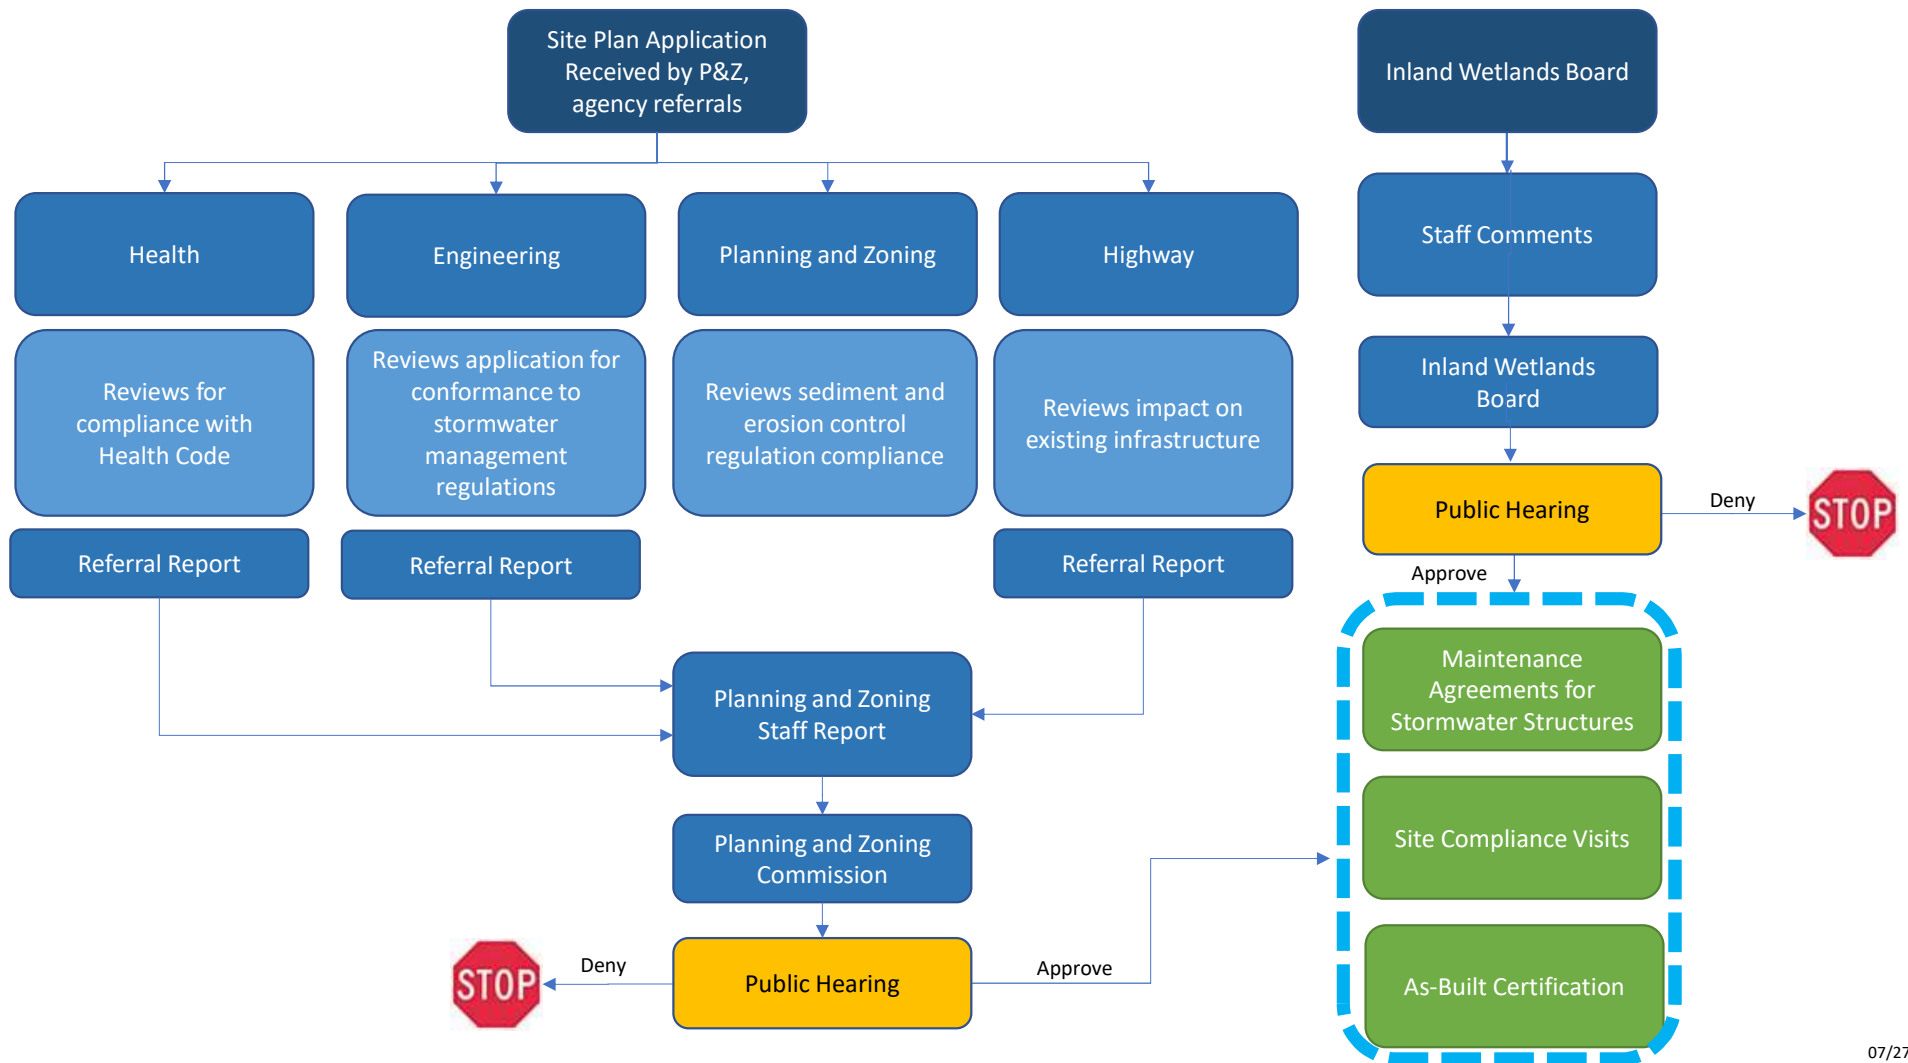 Site Plan Application
Received by P&Z,
agency referrals
Inland Wetlands Board
Health
Engineering
Planning and Zoning
Highway
Staff Comments
Reviews for
compliance with
Health Code
Reviews application for
conformance to
stormwater
management
regulations
Reviews sediment and
erosion control
regulation compliance
Reviews impact on
existing infrastructure
Inland Wetlands
Board
Public Hearing
Deny
STOP
Referral Report
Referral Report
Referral Report
Approve
Maintenance
Agreements for
Stormwater Structures
Planning and Zoning
Staff Report
Planning and Zoning
Commission
Site Compliance Visits
STOP
Deny
Public Hearing
Approve
As-Built Certification
07/27